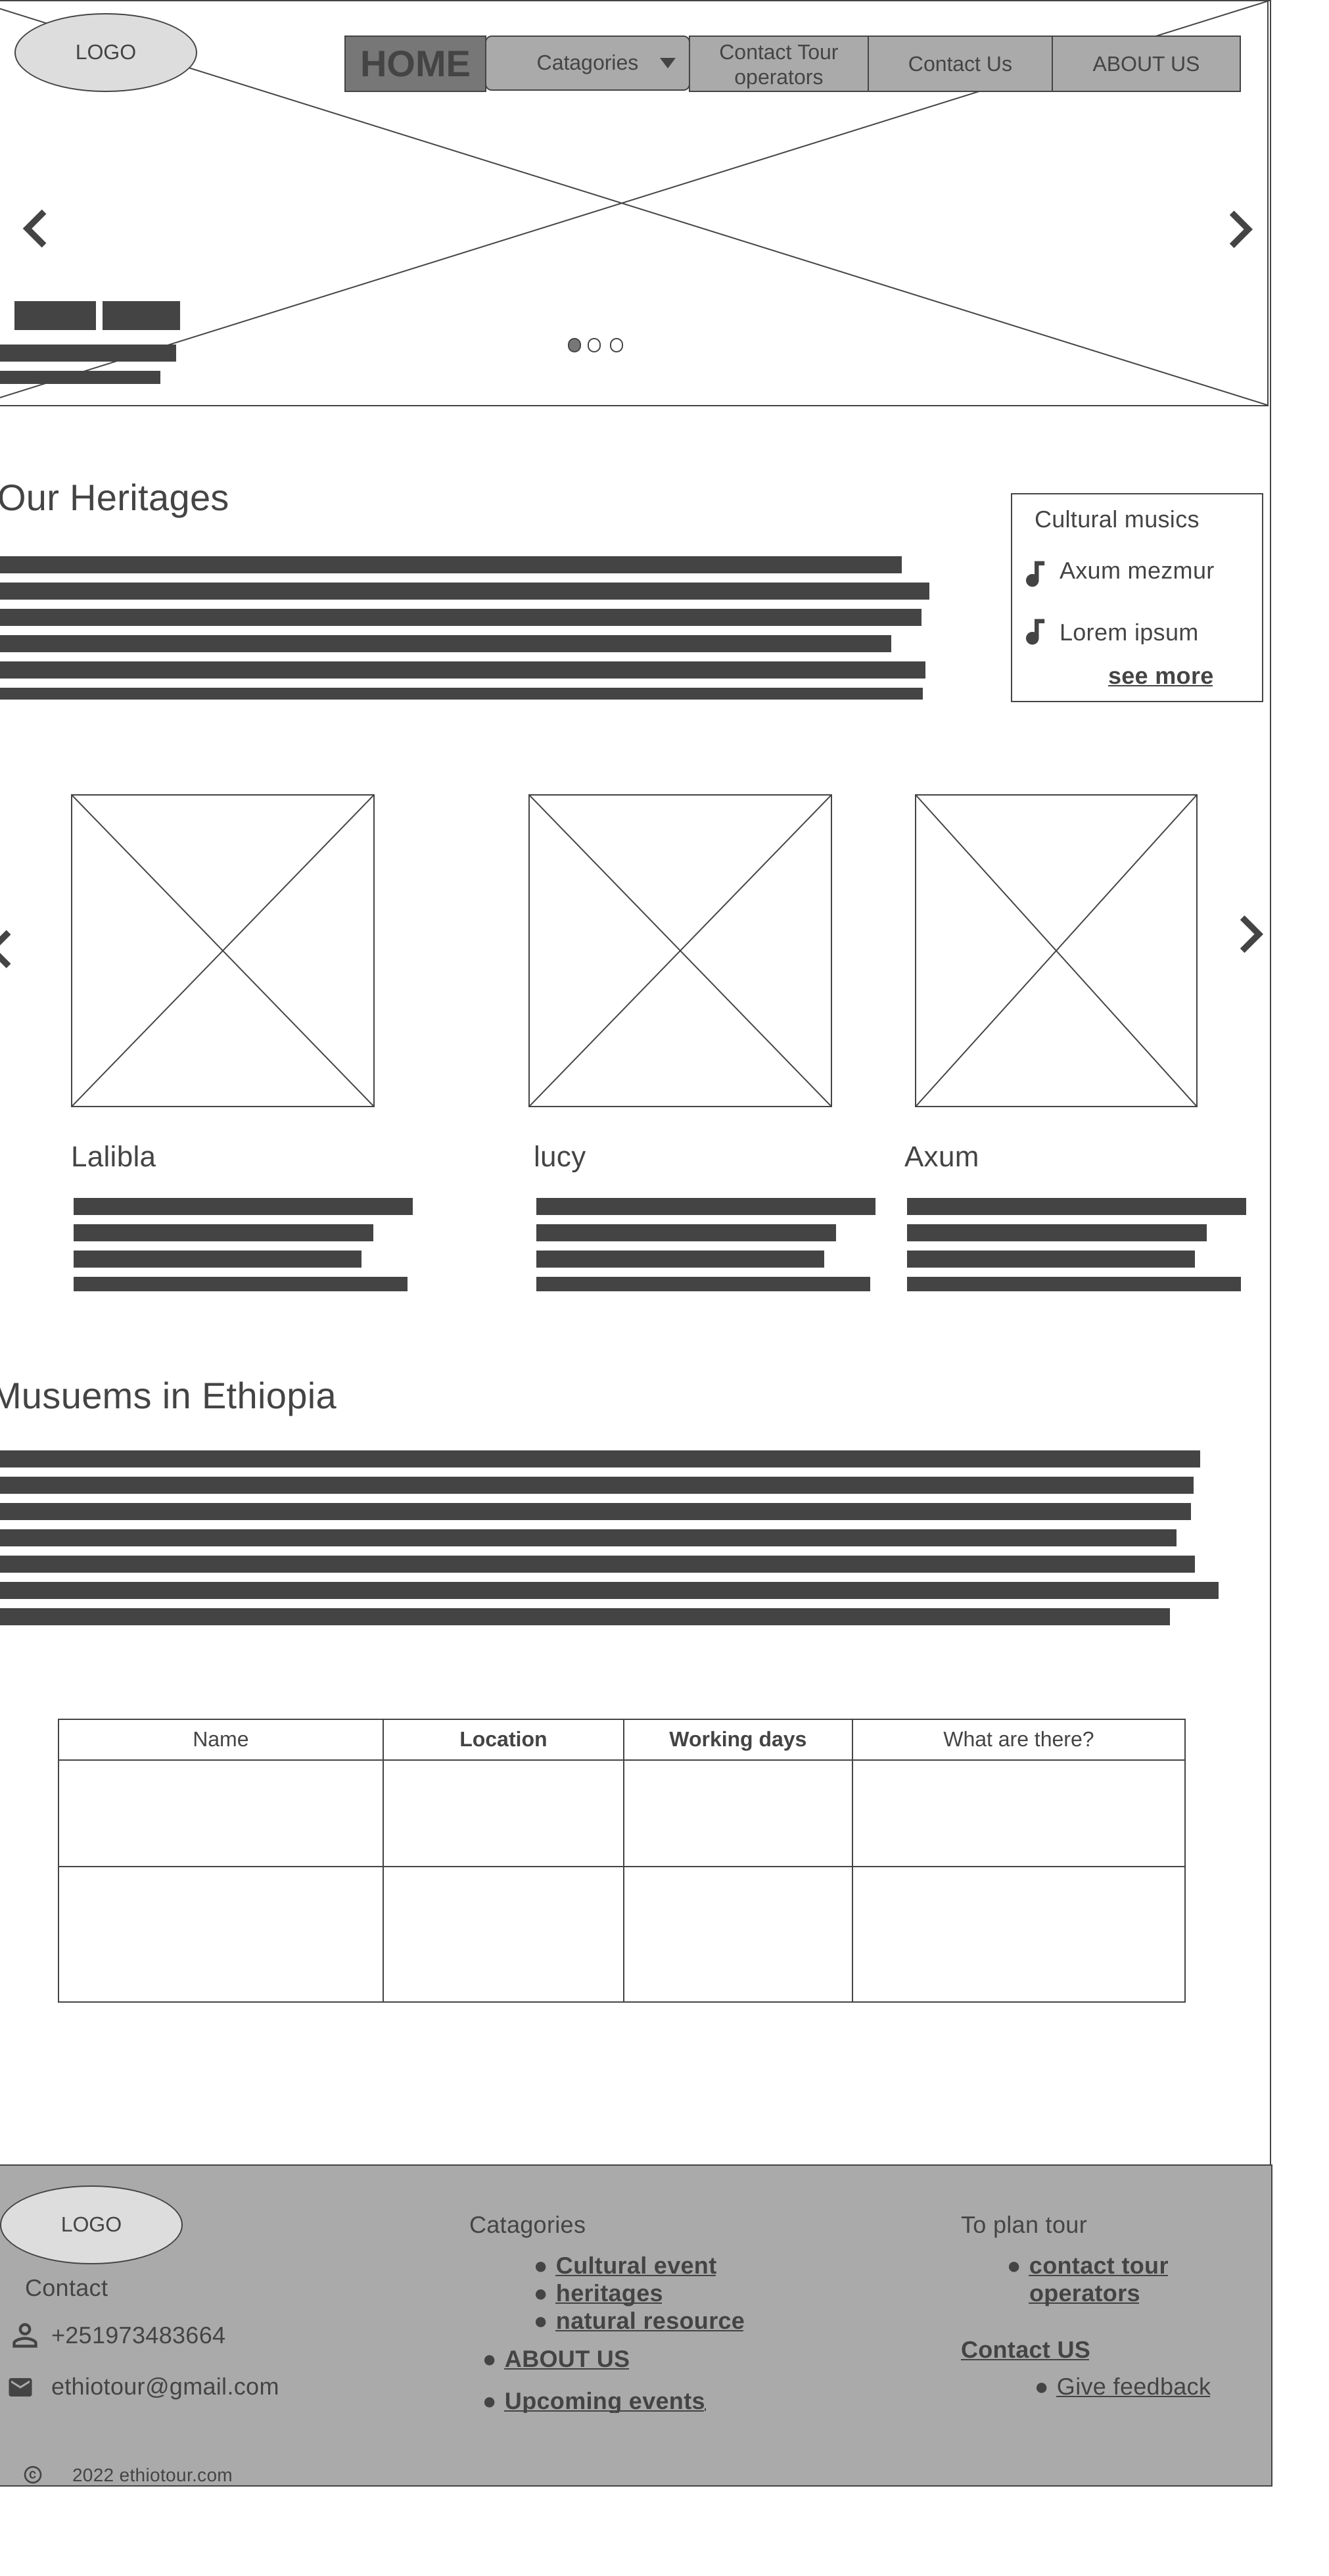 LOGO
HOME
Catagories
Contact Tour
operators
Contact Us
ABOUT US
Our Heritages
Cultural musics
Axum mezmur
Lorem ipsum
see more
Lalibla
lucy
Axum
Musuems in Ethiopia
Name
Location
Working days
What are there?
LOGO
Contact
+251973483664
ethiotour@gmail.com
© 2022 ethiotour.com
Catagories
● Cultural event
● heritages
● natural resource
● ABOUT US
● Upcoming events
To plan tour
● contact tour
operators
Contact US
● Give feedback